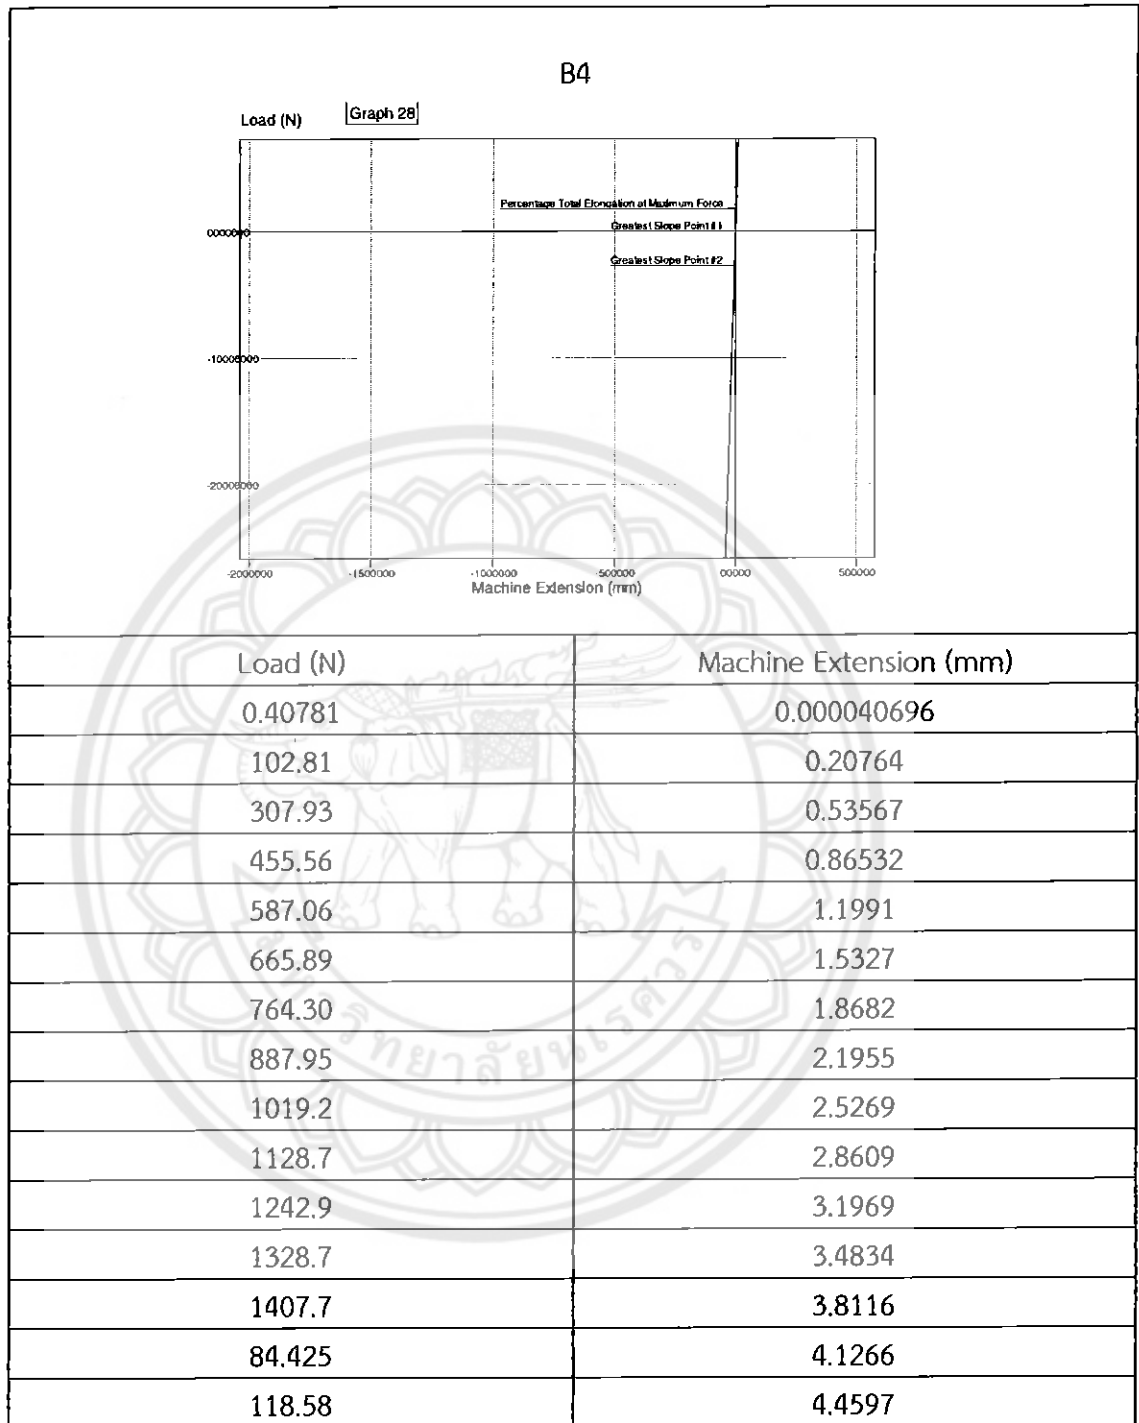 B4
Load (N) Graph 28
Percentage Total Elongation at Maximum Force
0000000 Greatest Slope Point #1
Greatest Slope Point #2
-10000000
-20000000
-2000000 -1500000 -1000000 -500000 00000 500000
Machine Extension (mm)
Load (N) Machine Extension (mm)
0.40781 0.000040696
102.81 0.20764
307.93 0.53567
455.56 0.86532
587.06 1.1991
665.89 1.5327
764.30 1.8682
887.95 2.1955
1019.2 2.5269
1128.7 2.8609
1242.9 3.1969
1328.7 3.4834
1407.7 3.8116
84.425 4.1266
118.58 4.4597